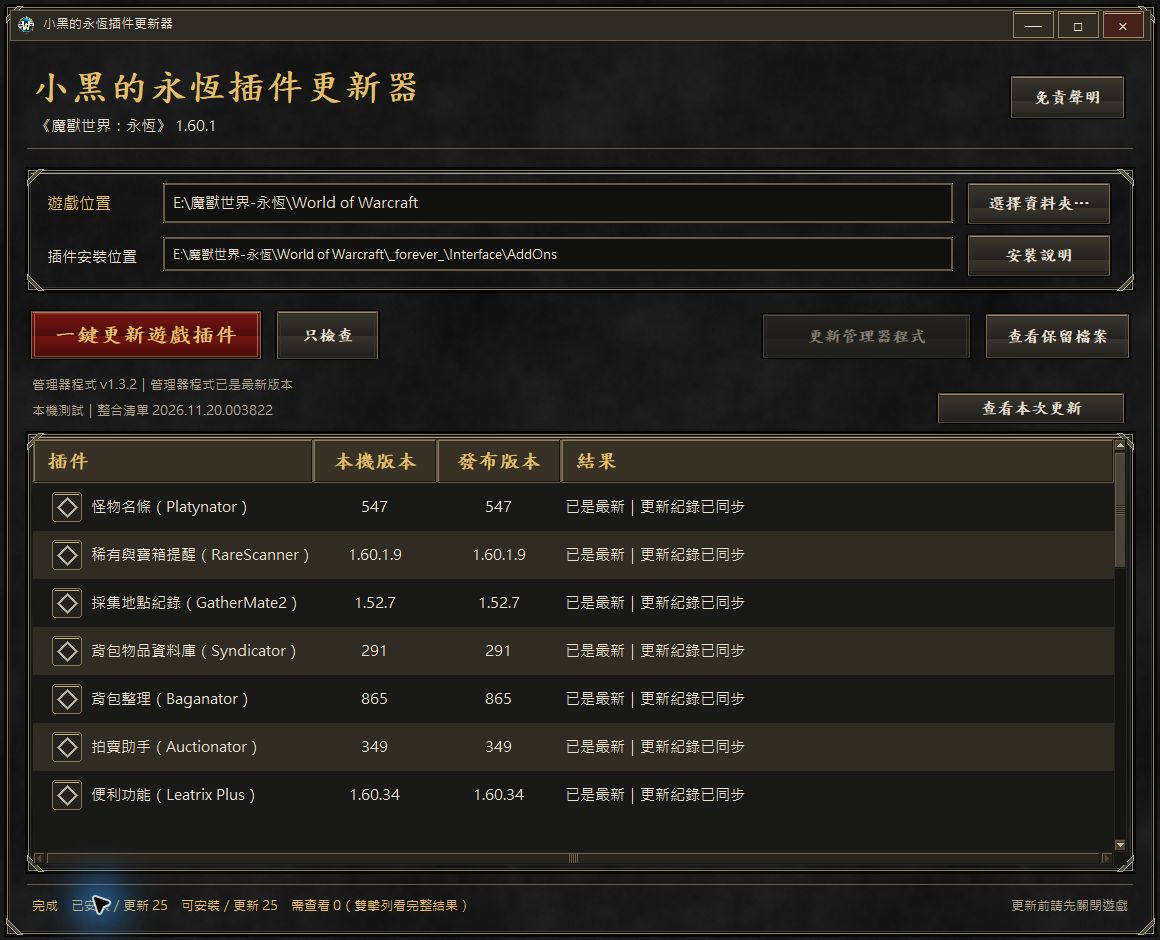 小黑的永恆插件更新器
小黑的永恆插件更新器
《魔獸世界：永恆》 1.60.1
免責聲明
遊戲位置
E:\魔獸世界-永恆\World of Warcraft
選擇資料夾…
插件安裝位置
E:\魔獸世界-永恆\World of Warcraft\_forever_\Interface\AddOns
安裝說明
一鍵更新遊戲插件
只檢查
更新管理器程式
查看保留檔案
管理器程式 v1.3.2 | 管理器程式已是最新版本
本機測試 | 整合清單 2026.11.20.003822
查看本次更新
插件 本機版本 發布版本 結果
怪物名條 ( Platynator ) 547 547 已是最新 | 更新紀錄已同步
稀有與寶箱提醒 ( RareScanner ) 1.60.1.9 1.60.1.9 已是最新 | 更新紀錄已同步
採集地點紀錄 ( GatherMate2 ) 1.52.7 1.52.7 已是最新 | 更新紀錄已同步
背包物品資料庫 ( Syndicator ) 291 291 已是最新 | 更新紀錄已同步
背包整理 ( Baganator ) 865 865 已是最新 | 更新紀錄已同步
拍賣助手 ( Auctionator ) 349 349 已是最新 | 更新紀錄已同步
便利功能 ( Leatrix Plus ) 1.60.34 1.60.34 已是最新 | 更新紀錄已同步
完成 已安 / 更新 25 可安裝 / 更新 25 需查看 0 ( 雙擊列看完整結果 )
更新前請先關閉遊戲